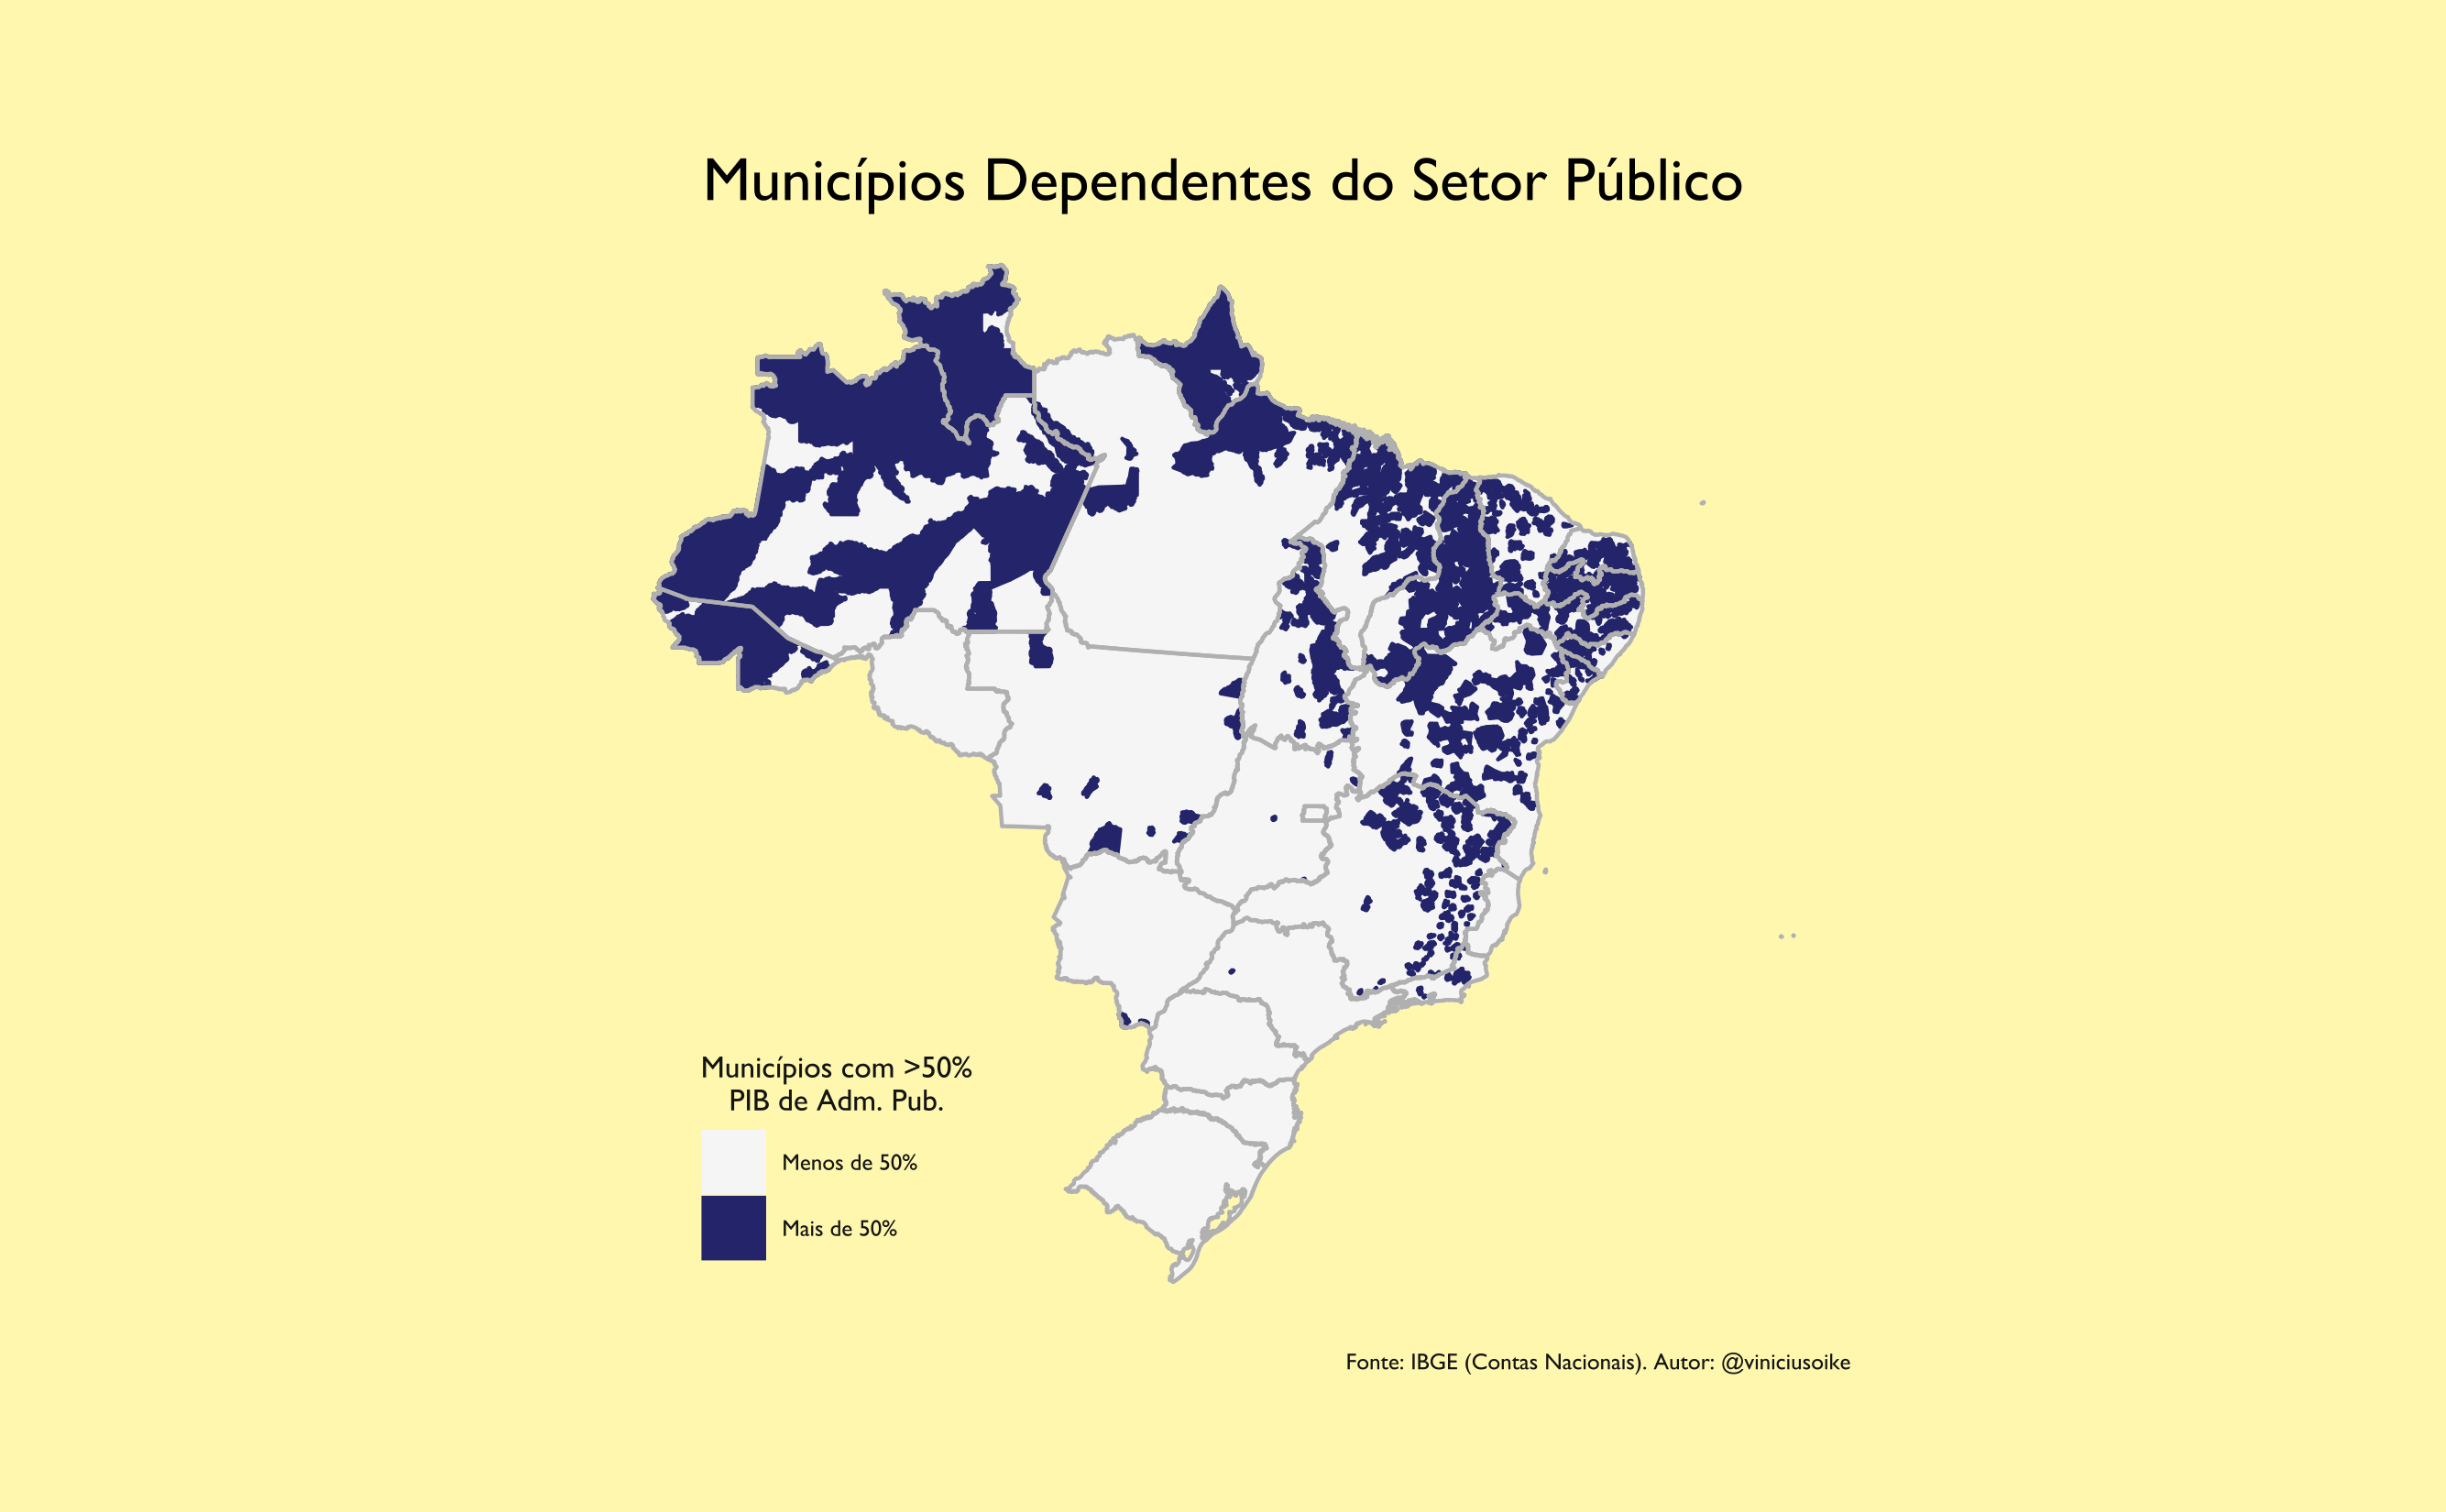 Municípios Dependentes do Setor Público
Municípios com >50%
PIB de Adm. Pub.
Menos de 50%
Mais de 50%
Fonte: IBGE (Contas Nacionais). Autor: @viniciusoike